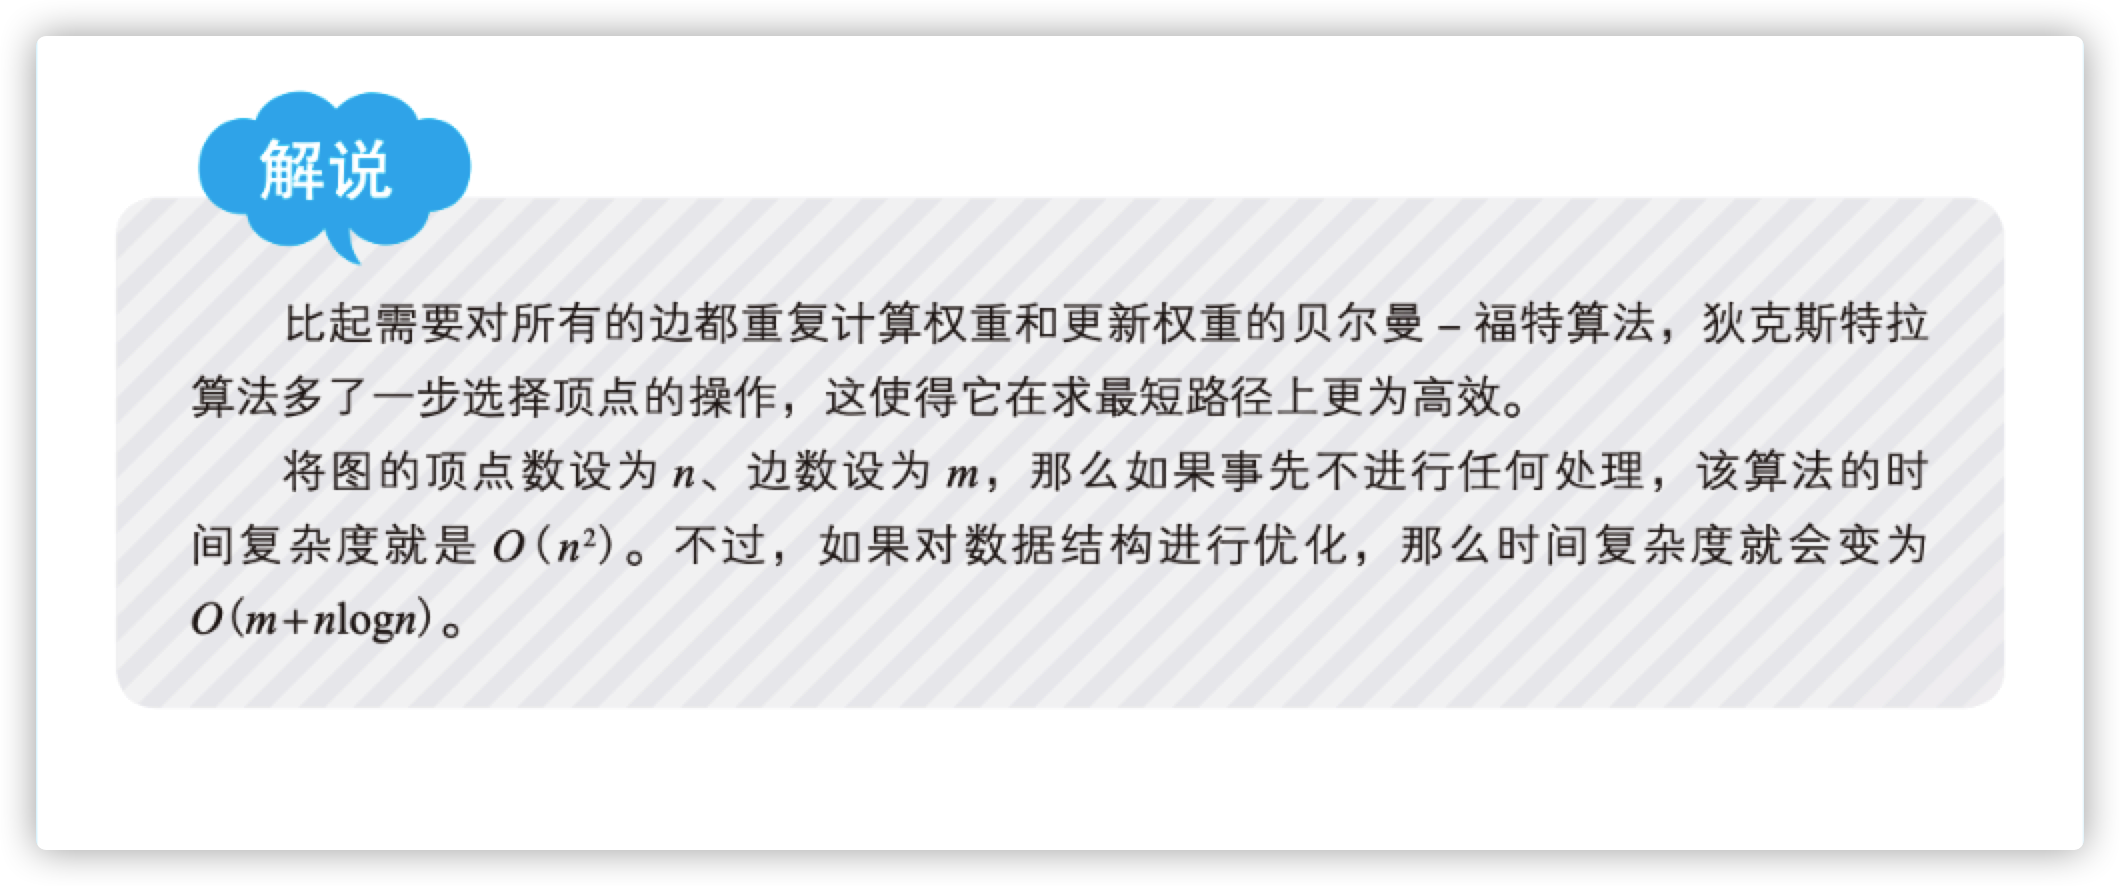 解说
比起需要对所有的边都重复计算权重和更新权重的贝尔曼－福特算法，狄克斯特拉
算法多了一步选择顶点的操作，这使得它在求最短路径上更为高效。
将图的顶点数设为 n、边数设为 m，那么如果事先不进行任何处理，该算法的时
间复杂度就是 O(n²)。不过，如果对数据结构进行优化，那么时间复杂度就会变为
O(m+nlogn)。